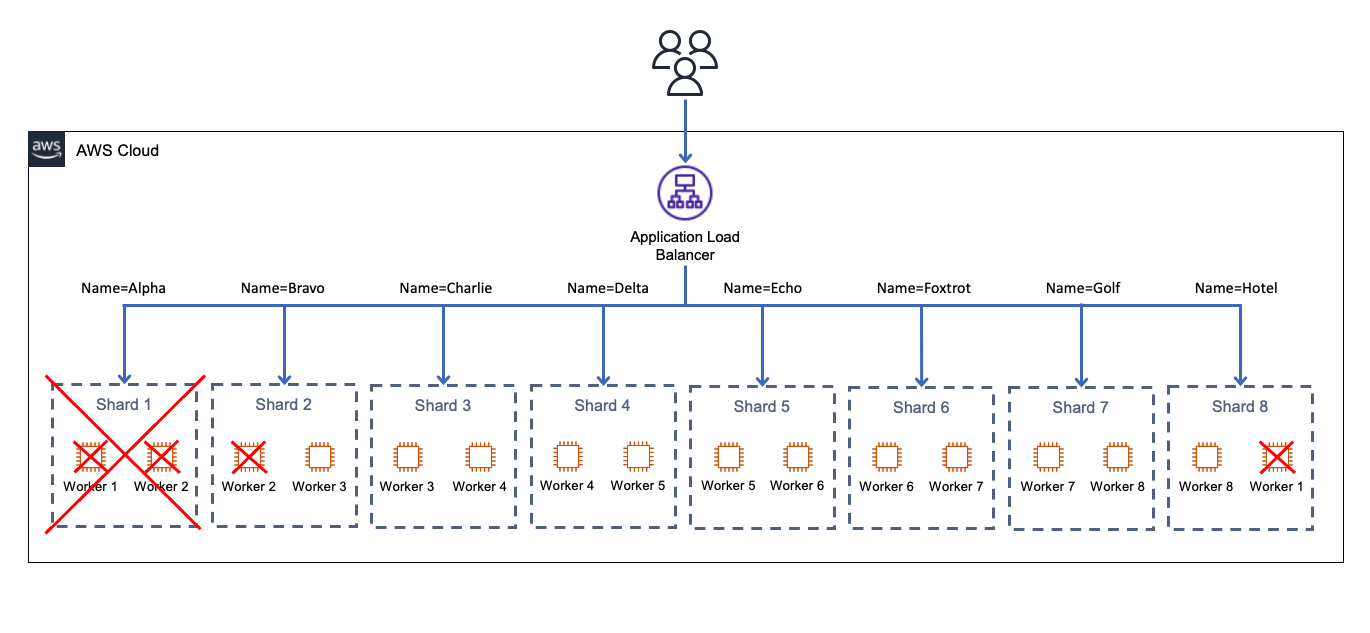 aws
AWS Cloud
Application Load
Balancer
Name=Alpha
Name=Bravo
Name=Charlie
Name=Delta
Name=Echo
Name=Foxtrot
Name=Golf
Name=Hotel
Shard 1
Worker 1
Worker 2
Shard 2
Worker 2
Worker 3
Shard 3
Worker 3
Worker 4
Shard 4
Worker 4
Worker 5
Shard 5
Worker 5
Worker 6
Shard 6
Worker 6
Worker 7
Shard 7
Worker 7
Worker 8
Shard 8
Worker 8
Worker 1